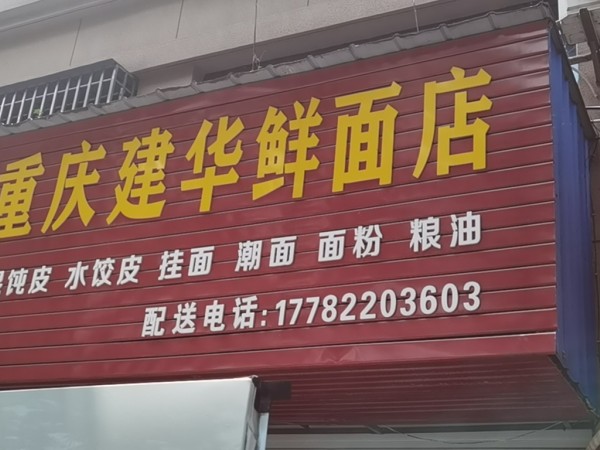 重庆建华鲜面店
馄饨皮 水饺皮 挂面 潮面 面粉 粮油
配送电话:17782203603